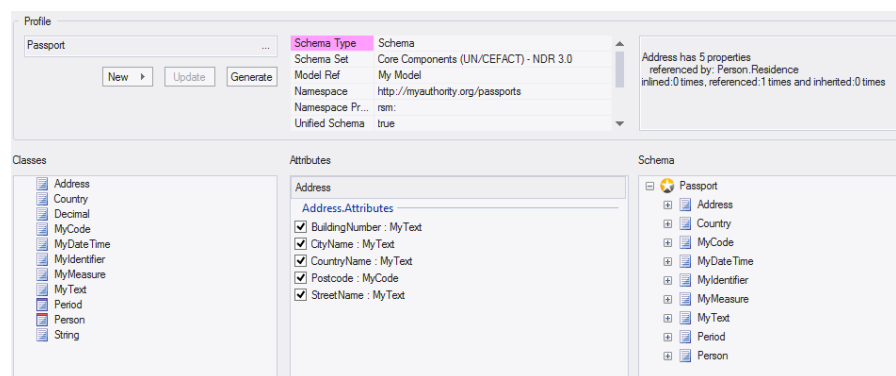 Profile
Passport ...
New Update Generate
Schema Type Schema
Schema Set Core Components (UN/CEFACT) - NDR 3.0
Model Ref My Model
Namespace http://myauthority.org/passports
Namespace Pr... rsm:
Unified Schema true
Address has 5 properties
referenced by: Person.Residence
inlined:0 times, referenced:1 times and inherited:0 times
Classes
Address
Country
Decimal
MyCode
MyDateTime
MyIdentifier
MyMeasure
MyText
Period
Person
String
Attributes
Address
Address.Attributes
BuildingNumber : MyText
CityName : MyText
CountryName : MyText
Postcode : MyCode
StreetName : MyText
Schema
Passport
Address
Country
MyCode
MyDateTime
MyIdentifier
MyMeasure
MyText
Period
Person